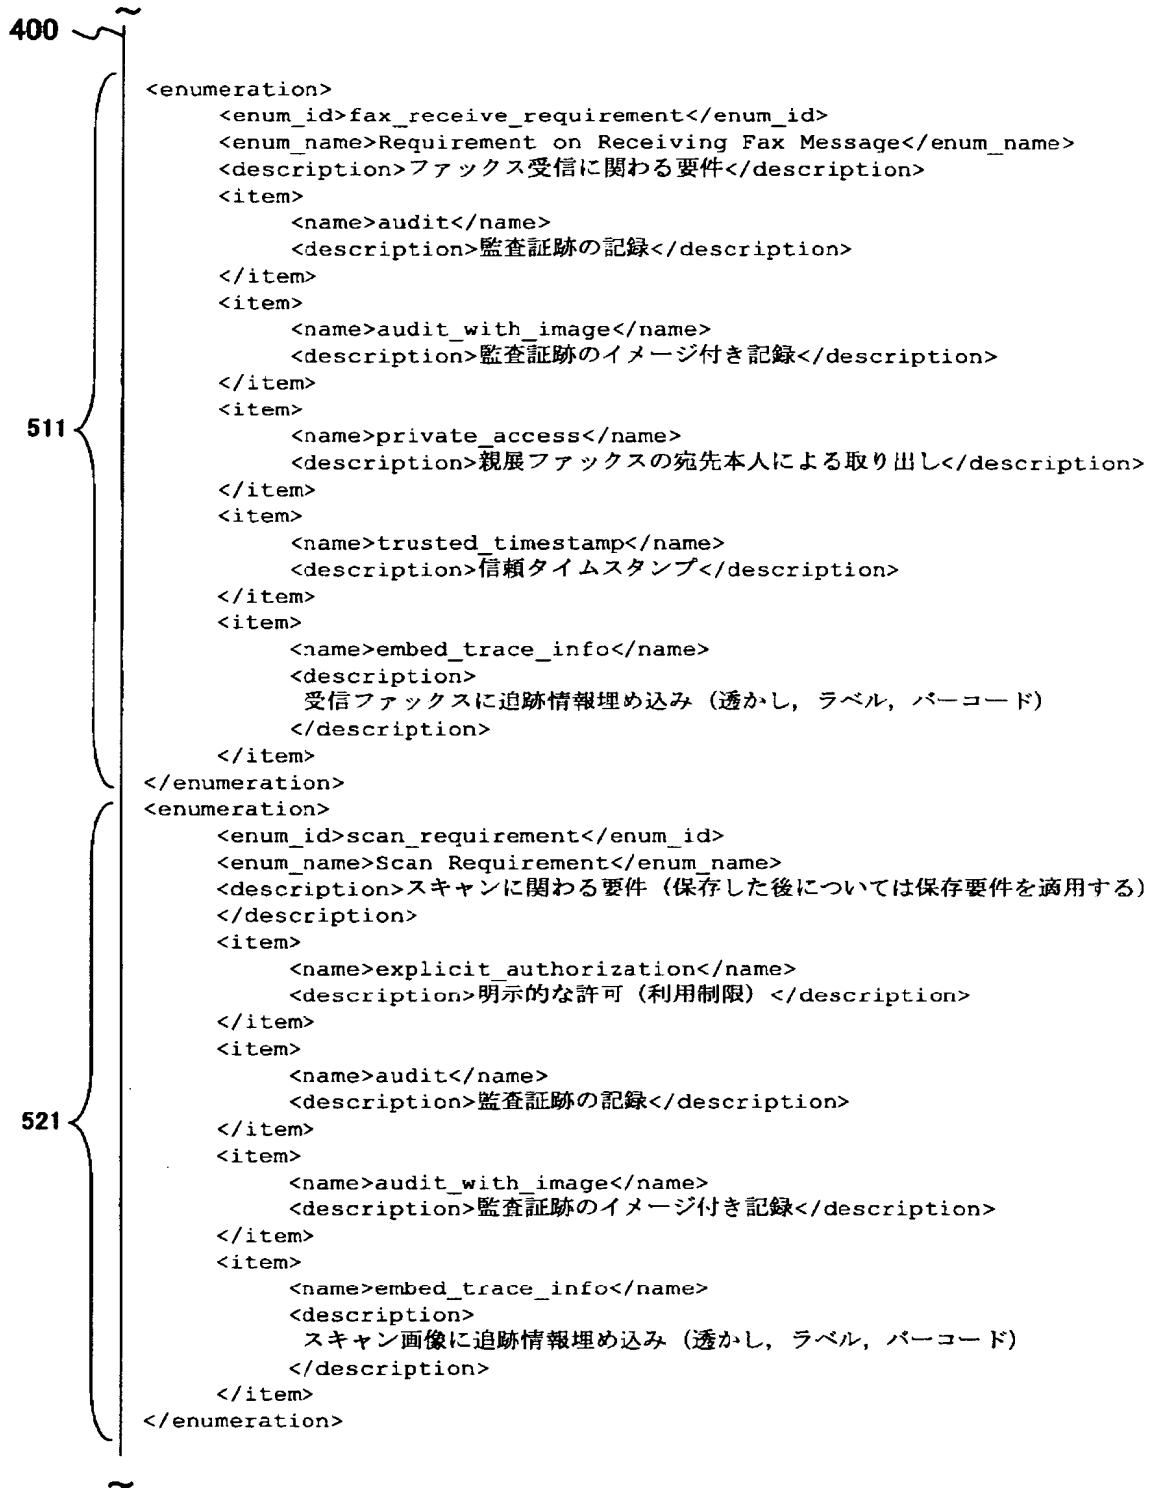 400
<enumeration>
<enum_id>fax_receive_requirement</enum_id>
<enum_name>Requirement on Receiving Fax Message</enum_name>
<description>ファックス受信に関わる要件</description>
<item>
<name>audit</name>
<description>監査証跡の記録</description>
</item>
<item>
<name>audit_with_image</name>
<description>監査証跡のイメージ付き記録</description>
</item>
<item>
511
<name>private_access</name>
<description>親展ファックスの宛先本人による取り出し</description>
</item>
<item>
<name>trusted_timestamp</name>
<description>信頼タイムスタンプ</description>
</item>
<item>
<name>embed_trace_info</name>
<description>
受信ファックスに追跡情報埋め込み（透かし，ラベル，バーコード）
</description>
</item>
</enumeration>
<enumeration>
<enum_id>scan_requirement</enum_id>
<enum_name>Scan Requirement</enum_name>
<description>スキャンに関わる要件（保存した後については保存要件を適用する）
</description>
<item>
<name>explicit_authorization</name>
<description>明示的な許可（利用制限）</description>
</item>
<item>
<name>audit</name>
<description>監査証跡の記録</description>
521
</item>
<item>
<name>audit_with_image</name>
<description>監査証跡のイメージ付き記録</description>
</item>
<item>
<name>embed_trace_info</name>
<description>
スキャン画像に追跡情報埋め込み（透かし，ラベル，バーコード）
</description>
</item>
</enumeration>